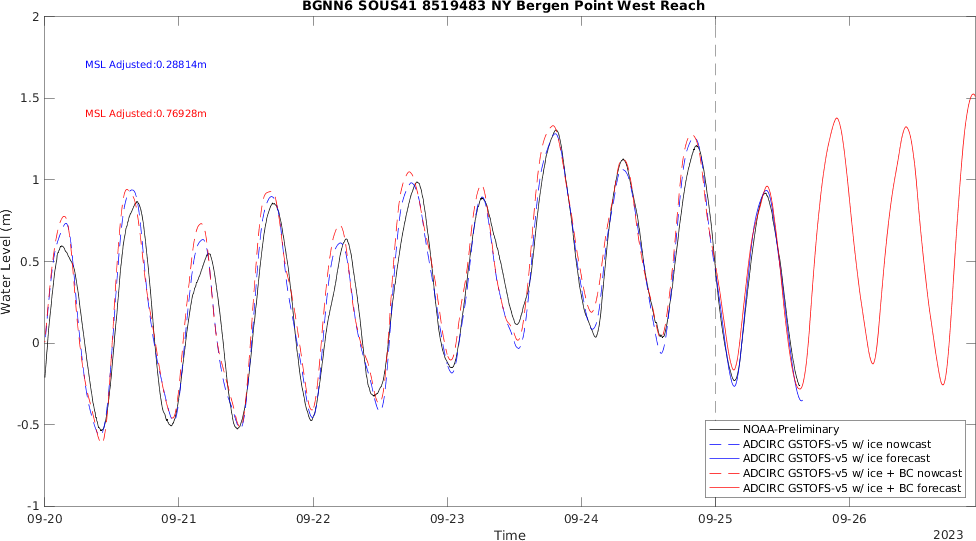 BGNN6 SOUS41 8519483 NY Bergen Point West Reach
2
1.5
1
0.5
0
-0.5
-1
Water Level (m)
MSL Adjusted:0.28814m
MSL Adjusted:0.76928m
NOAA-Preliminary
ADCIRC GSTOFS-v5 w/ ice nowcast
ADCIRC GSTOFS-v5 w/ ice forecast
ADCIRC GSTOFS-v5 w/ ice + BC nowcast
ADCIRC GSTOFS-v5 w/ ice + BC forecast
09-20 09-21 09-22 09-23 09-24 09-25 09-26
Time
2023